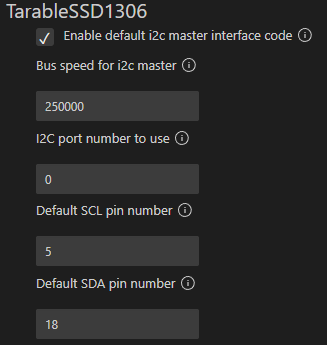 TarableSSD1306
Enable default i2c master interface code
Bus speed for i2c master
250000
I2C port number to use
0
Default SCL pin number
5
Default SDA pin number
18